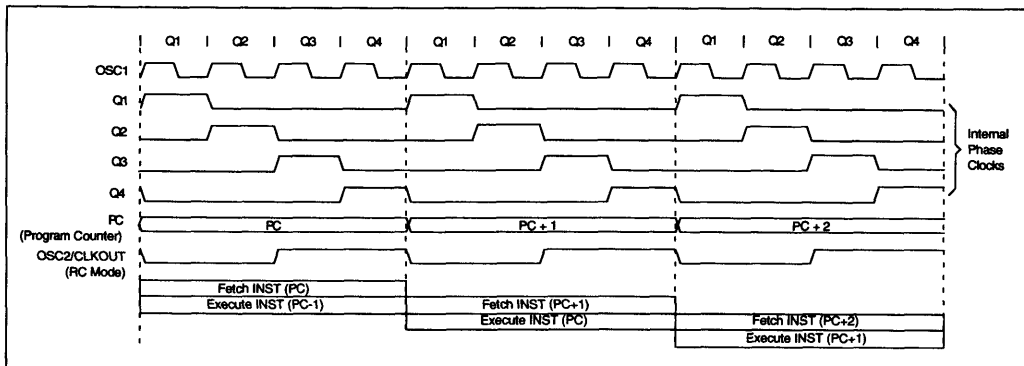 Q1 | Q2 | Q3 | Q4 | Q1 | Q2 | Q3 | Q4 | Q1 | Q2 | Q3 | Q4
OSC1
Q1
Q2
Q3
Q4
Internal
Phase
Clocks
PC
(Program Counter)
PC
PC + 1
PC + 2
OSC2/CLKOUT
(RC Mode)
Fetch INST (PC)
Execute INST (PC-1)
Fetch INST (PC+1)
Execute INST (PC)
Fetch INST (PC+2)
Execute INST (PC+1)